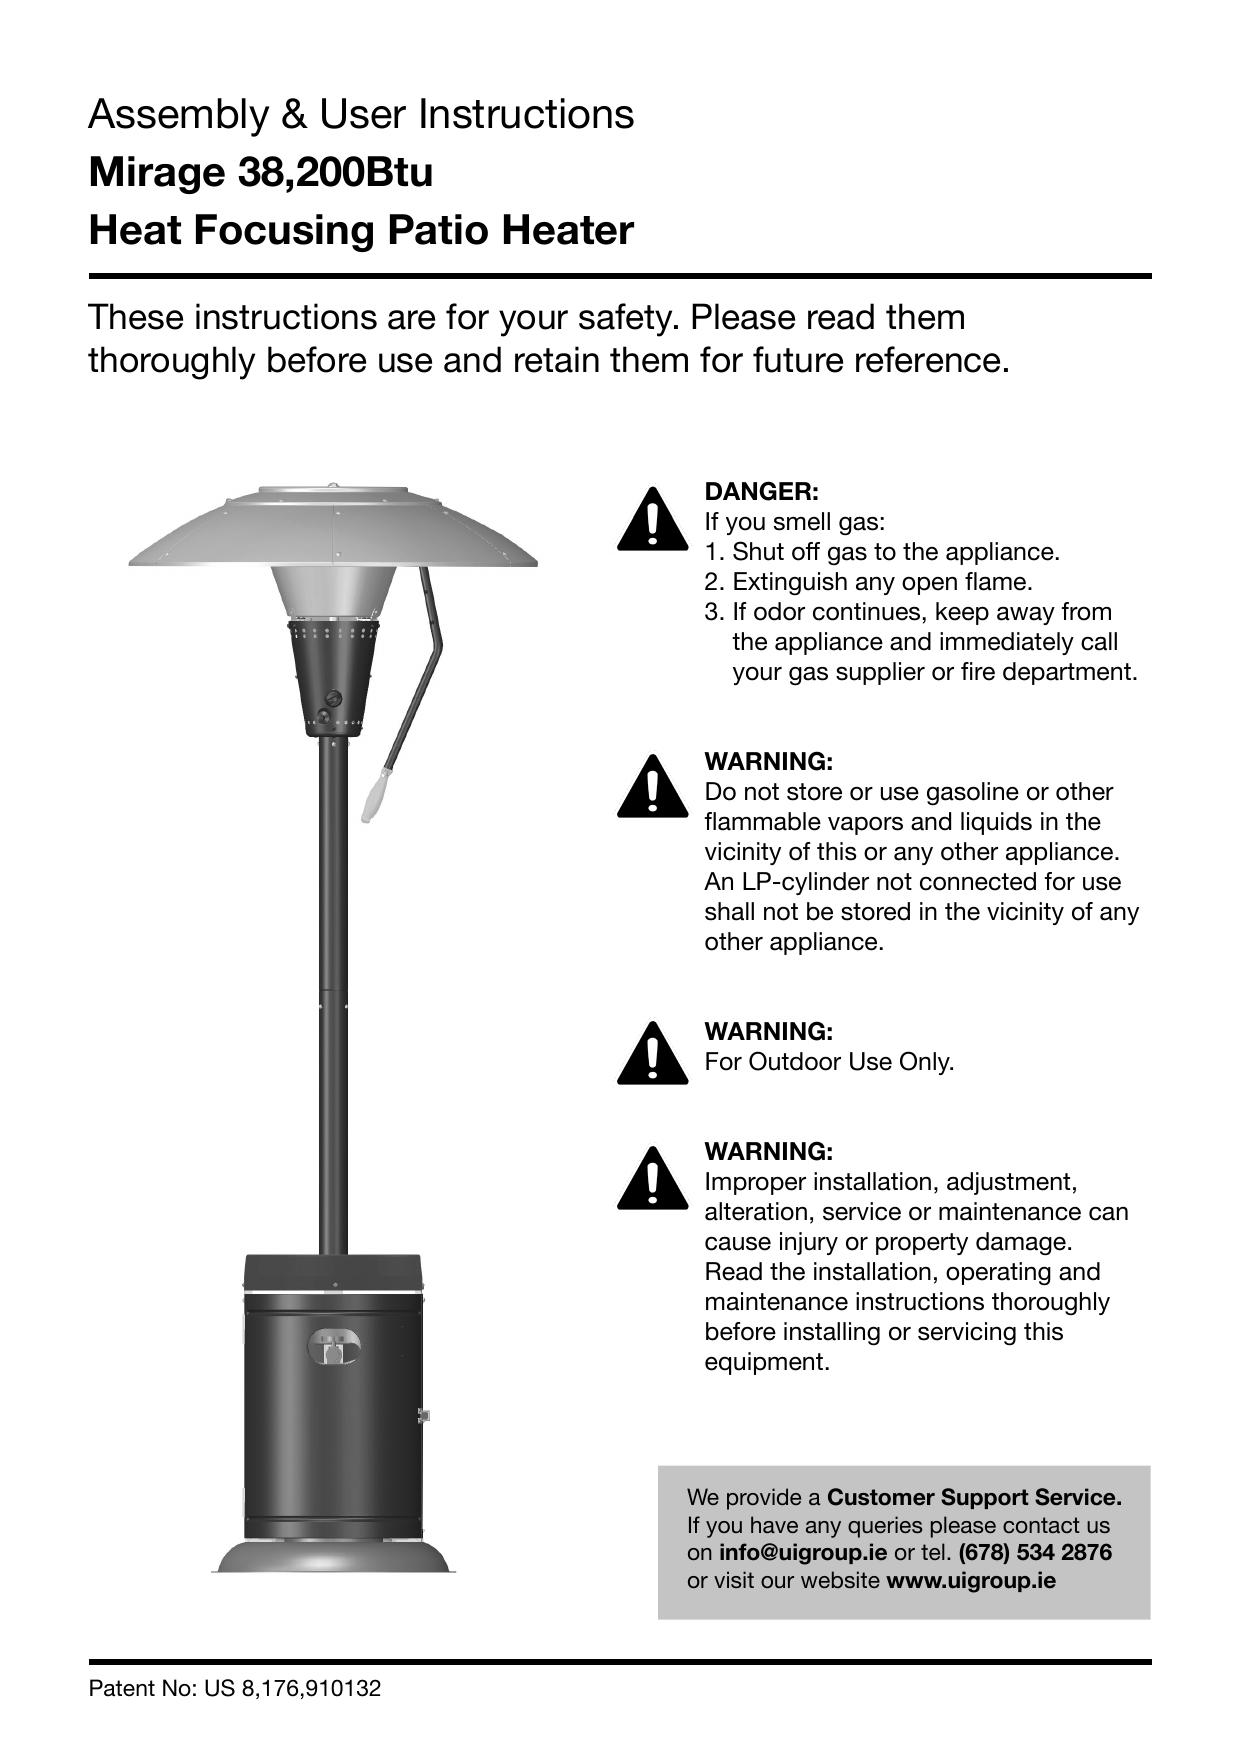 Assembly & User Instructions
Mirage 38,200Btu
Heat Focusing Patio Heater
These instructions are for your safety. Please read them
thoroughly before use and retain them for future reference.
DANGER:
If you smell gas:
1. Shut off gas to the appliance.
2. Extinguish any open flame.
3. If odor continues, keep away from
the appliance and immediately call
your gas supplier or fire department.
WARNING:
Do not store or use gasoline or other
flammable vapors and liquids in the
vicinity of this or any other appliance.
An LP-cylinder not connected for use
shall not be stored in the vicinity of any
other appliance.
WARNING:
For Outdoor Use Only.
WARNING:
Improper installation, adjustment,
alteration, service or maintenance can
cause injury or property damage.
Read the installation, operating and
maintenance instructions thoroughly
before installing or servicing this
equipment.
We provide a Customer Support Service.
If you have any queries please contact us
on info@uigroup.ie or tel. (678) 534 2876
or visit our website www.uigroup.ie
Patent No: US 8,176,910132